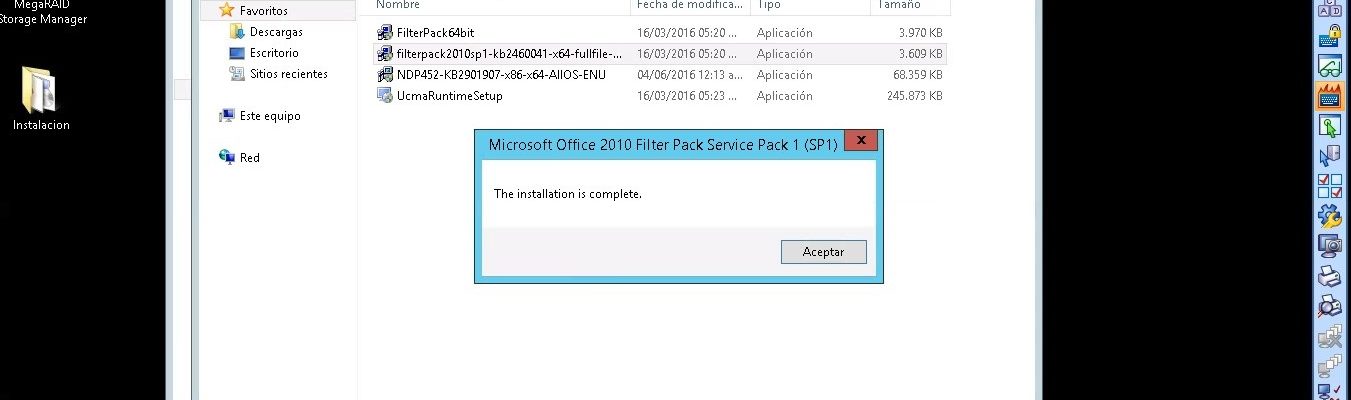 MegaRAID
Storage Manager
Instalacion
Favoritos
Descargas
Escritorio
Sitios recientes
Este equipo
Red
Nombre Fecha de modifica... Tipo Tamaño
FilterPack64bit 16/03/2016 05:20 ... Aplicación 3.970 KB
filterpack2010sp1-kb2460041-x64-fullfile-... 16/03/2016 05:20 ... Aplicación 3.609 KB
NDP452-KB2901907-x86-x64-AllOS-ENU 04/06/2016 12:13 a... Aplicación 68.359 KB
UcmaRuntimeSetup 16/03/2016 05:23 ... Aplicación 245.873 KB
Microsoft Office 2010 Filter Pack Service Pack 1 (SP1) x
The installation is complete.
Aceptar